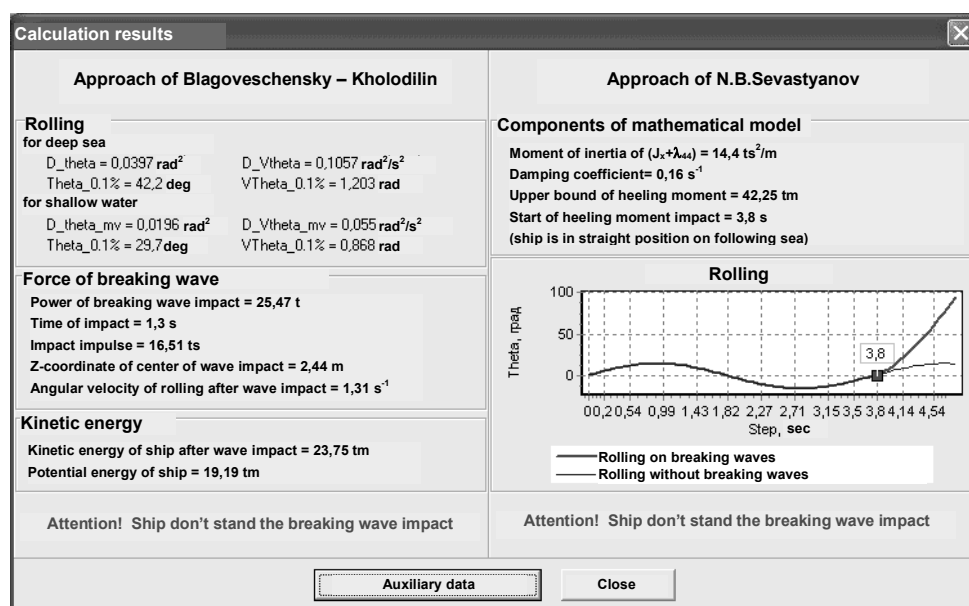 Calculation results
Approach of Blagoveschensky – Kholodilin
Rolling
for deep sea
D_theta = 0,0397 rad² D_Vtheta = 0,1057 rad²/s²
Theta_0.1% = 42,2 deg VTheta_0.1% = 1,203 rad
for shallow water
D_theta_mv = 0,0196 rad² D_Vtheta_mv = 0,055 rad²/s²
Theta_0.1% = 29,7 deg VTheta_0.1% = 0,868 rad
Force of breaking wave
Power of breaking wave impact = 25,47 t
Time of impact = 1,3 s
Impact impulse = 16,51 ts
Z-coordinate of center of wave impact = 2,44 m
Angular velocity of rolling after wave impact = 1,31 s⁻¹
Kinetic energy
Kinetic energy of ship after wave impact = 23,75 tm
Potential energy of ship = 19,19 tm
Attention! Ship don't stand the breaking wave impact
Approach of N.B.Sevastyanov
Components of mathematical model
Moment of inertia of (Jₓ+λ₄₄) = 14,4 ts²/m
Damping coefficient= 0,16 s⁻¹
Upper bound of heeling moment = 42,25 tm
Start of heeling moment impact = 3,8 s
(ship is in straight position on following sea)
Rolling
Theta, град
100
50
0
3,8
0 0,2 0,54 0,99 1,43 1,82 2,27 2,71 3,15 3,5 3,8 4,14 4,54
Step, sec
Rolling on breaking waves
Rolling without breaking waves
Attention! Ship don't stand the breaking wave impact
Auxiliary data
Close